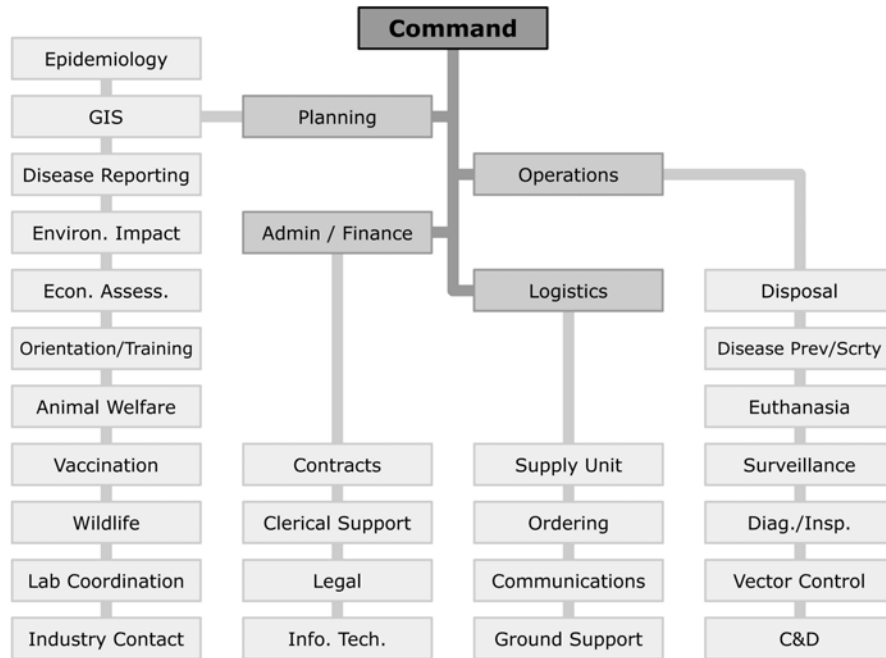 Command
Epidemiology
GIS
Planning
Disease Reporting
Operations
Environ. Impact
Admin / Finance
Econ. Assess.
Logistics
Disposal
Orientation/Training
Disease Prev/Scrty
Animal Welfare
Euthanasia
Vaccination
Contracts
Supply Unit
Surveillance
Wildlife
Clerical Support
Ordering
Diag./Insp.
Lab Coordination
Legal
Communications
Vector Control
Industry Contact
Info. Tech.
Ground Support
C&D